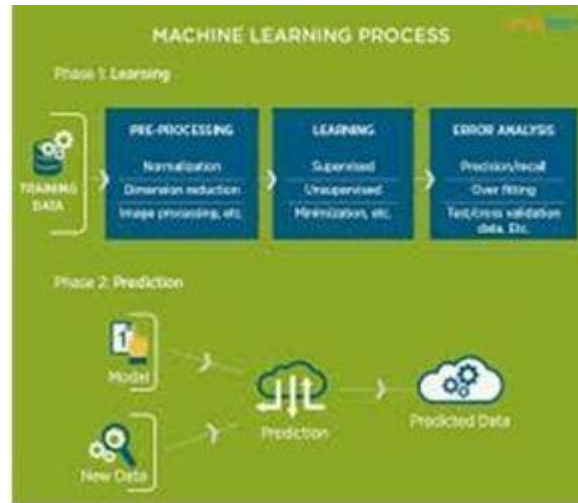 MACHINE LEARNING PROCESS
Phase 1: Learning
TRAINING
DATA
PRE-PROCESSING
Normalization
Dimension reduction
Image processing, etc.
LEARNING
Supervised
Unsupervised
Minimization, etc.
ERROR ANALYSIS
Precision/recall
Over fitting
Test/cross validation
data, Etc.
Phase 2: Prediction
Model
New Data
Prediction
Predicted Data